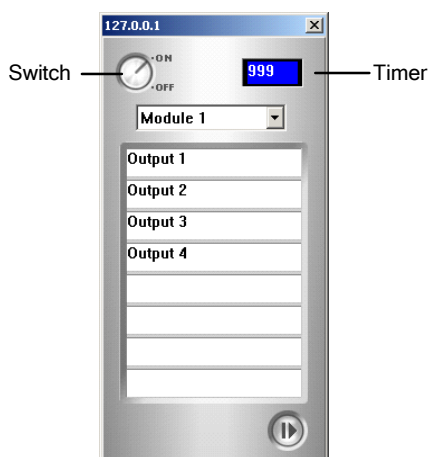 127.0.0.1
ON
Switch
999
Timer
OFF
Module 1
Output 1
Output 2
Output 3
Output 4